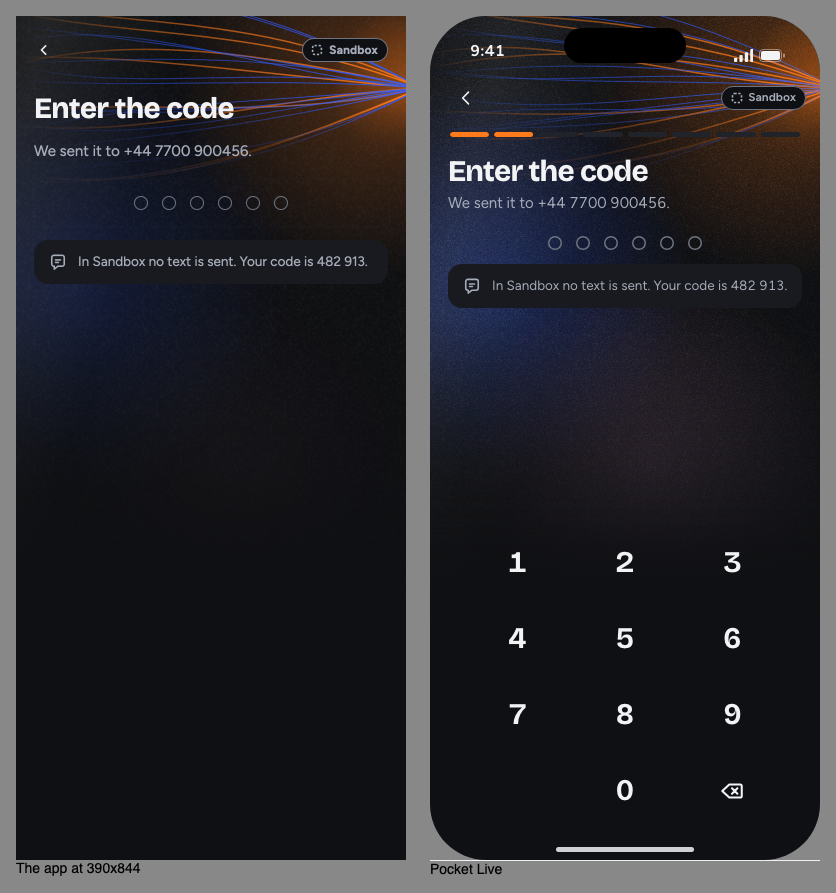 Sandbox
Enter the code
We sent it to +44 7700 900456.
In Sandbox no text is sent. Your code is 482 913.
The app at 390x844
9:41
Sandbox
Enter the code
We sent it to +44 7700 900456.
In Sandbox no text is sent. Your code is 482 913.
1 2 3
4 5 6
7 8 9
0
Pocket Live